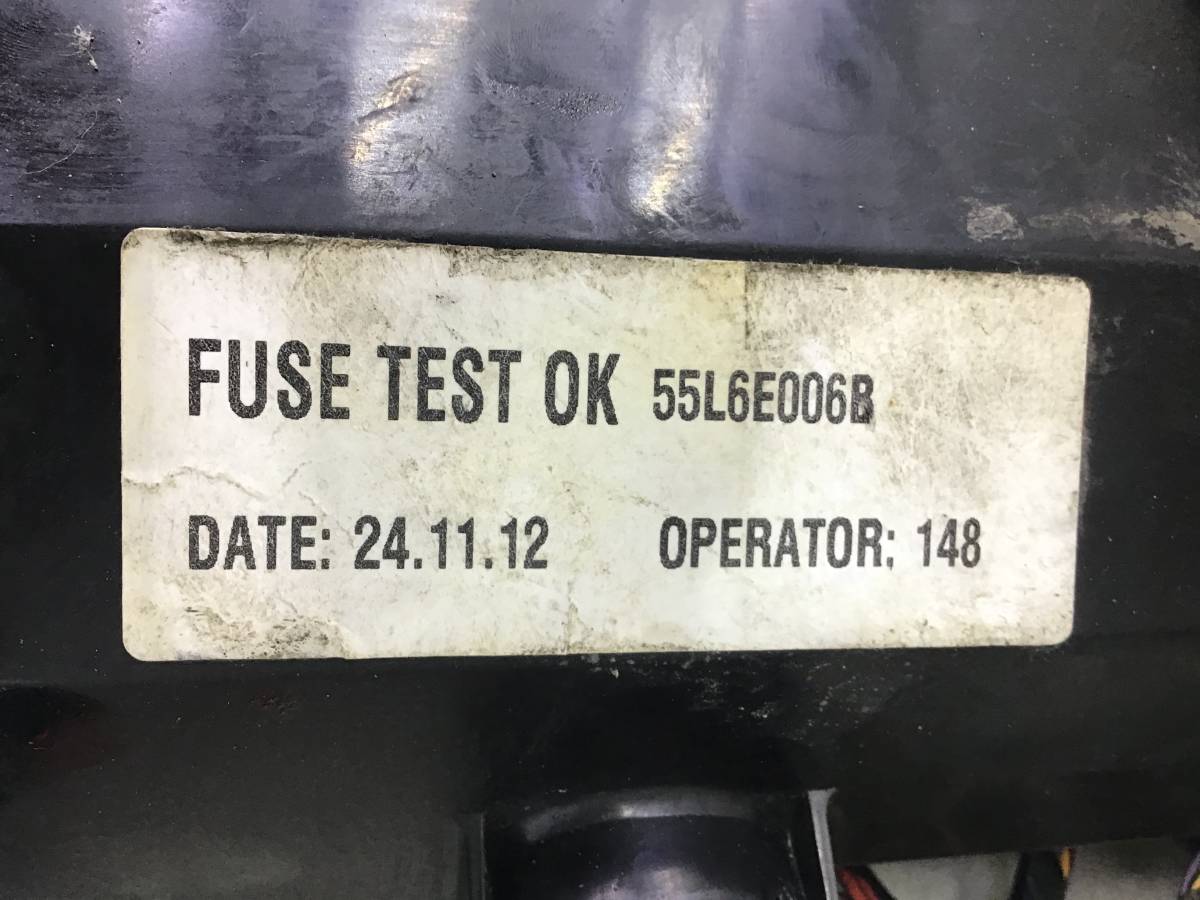 FUSE TEST OK 55L6E006B
DATE: 24.11.12 OPERATOR: 148